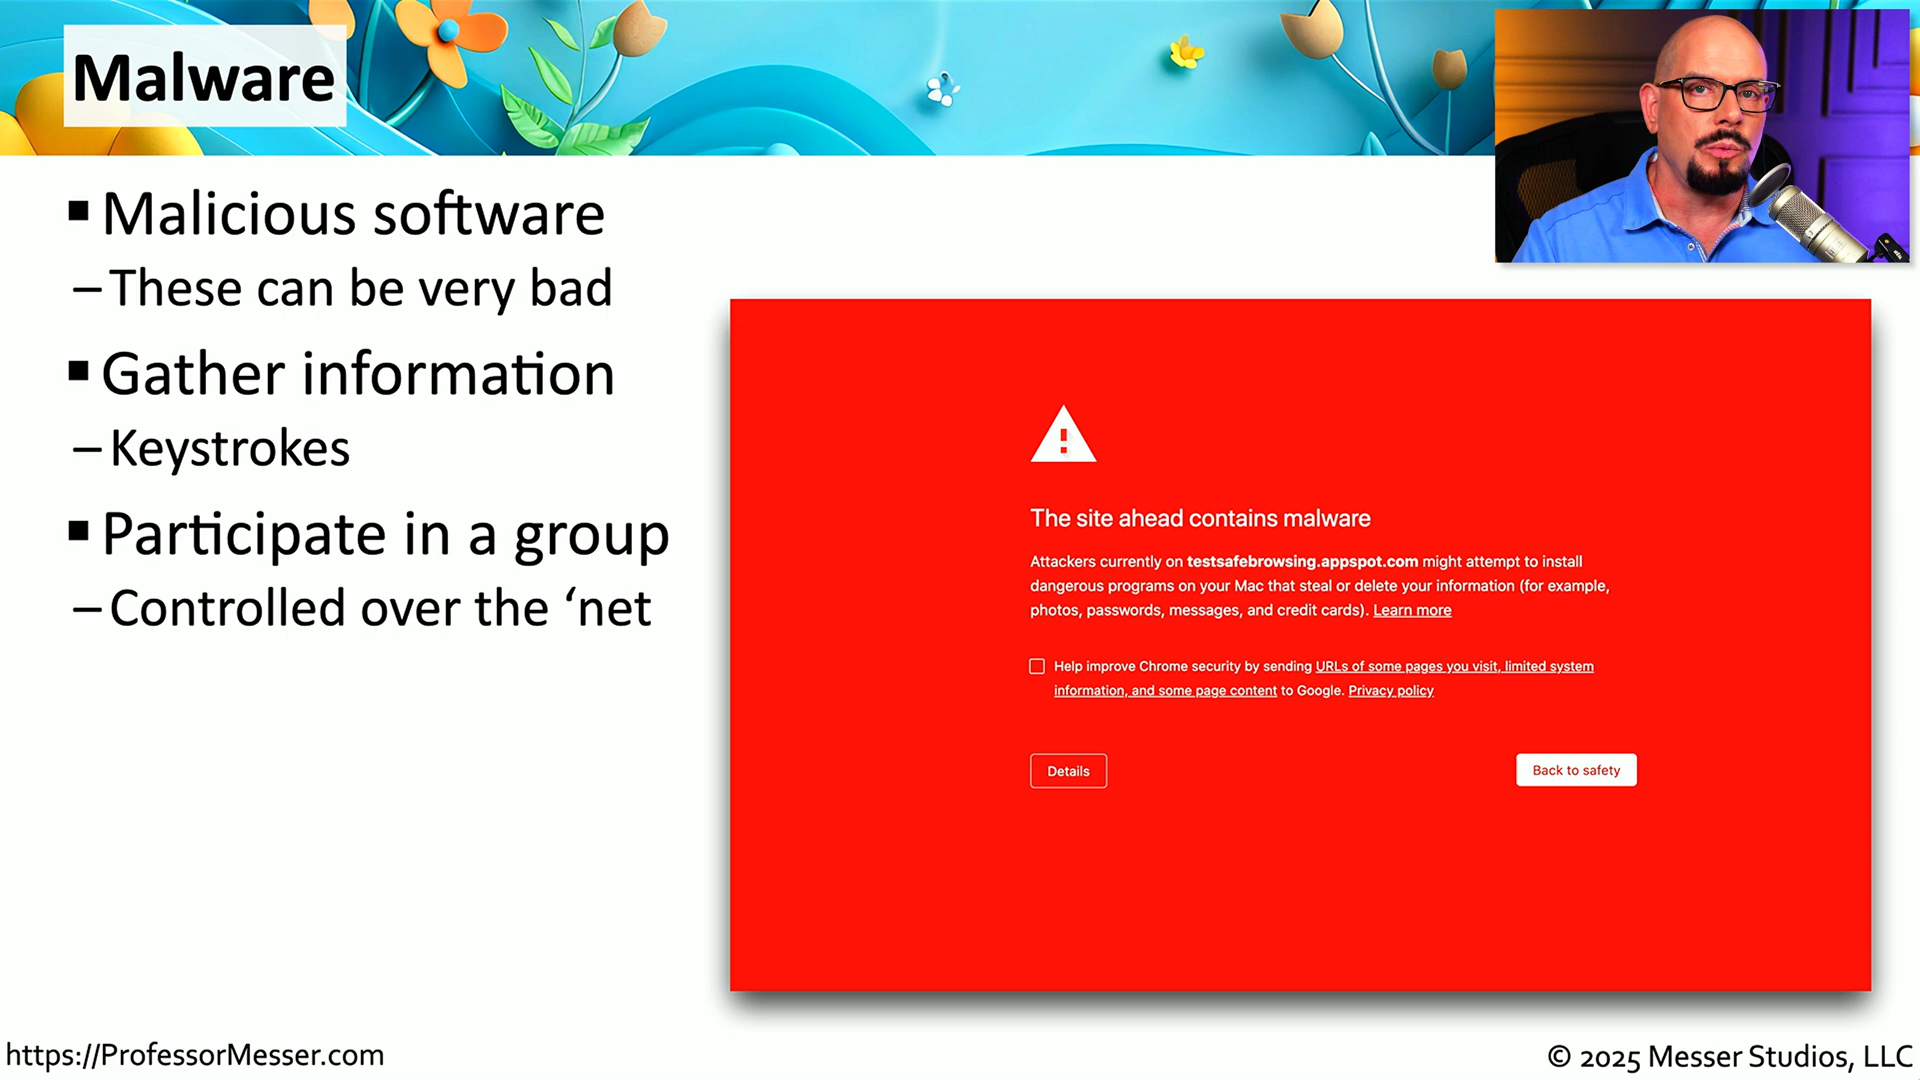 Malware
▪ Malicious software
– These can be very bad
▪ Gather information
– Keystrokes
▪ Participate in a group
– Controlled over the ‘net
The site ahead contains malware
Attackers currently on testsafebrowsing.appspot.com might attempt to install
dangerous programs on your Mac that steal or delete your information (for example,
photos, passwords, messages, and credit cards). Learn more
Help improve Chrome security by sending URLs of some pages you visit, limited system
information, and some page content to Google. Privacy policy
Details
Back to safety
https://ProfessorMesser.com
© 2025 Messer Studios, LLC